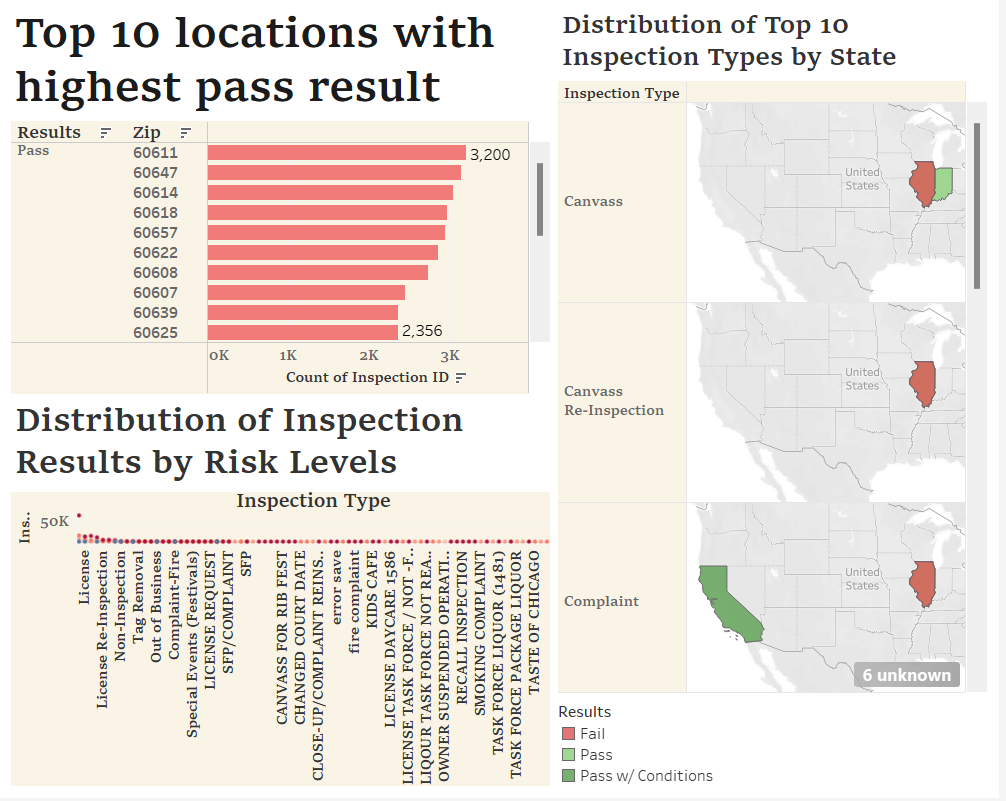 Top 10 locations with
highest pass result
Results
Zip
Pass
60611
3,200
60647
60614
60618
60657
60622
60608
60607
60639
60625
2,356
0K
1K
2K
3K
Count of Inspection ID
Distribution of Inspection
Results by Risk Levels
Inspection Type
Ins..
50K
License
License Re-Inspection
Non-Inspection
Tag Removal
Out of Business
Complaint-Fire
Special Events (Festivals)
LICENSE REQUEST
SFP/COMPLAINT
SFP
CANVASS FOR RIB FEST
CHANGED COURT DATE
CLOSE-UP/COMPLAINT REINS..
error save
fire complaint
KIDS CAFE
LICENSE DAYCARE 1586
LICENSE TASK FORCE / NOT -F..
LIQOUR TASK FORCE NOT REA..
OWNER SUSPENDED OPERATI..
RECALL INSPECTION
SMOKING COMPLAINT
TASK FORCE LIQUOR (1481)
TASK FORCE PACKAGE LIQUOR
TASTE OF CHICAGO
Distribution of Top 10
Inspection Types by State
Inspection Type
Canvass
United
States
Canvass
Re-Inspection
United
States
Complaint
United
States
6 unknown
Results
Fail
Pass
Pass w/ Conditions